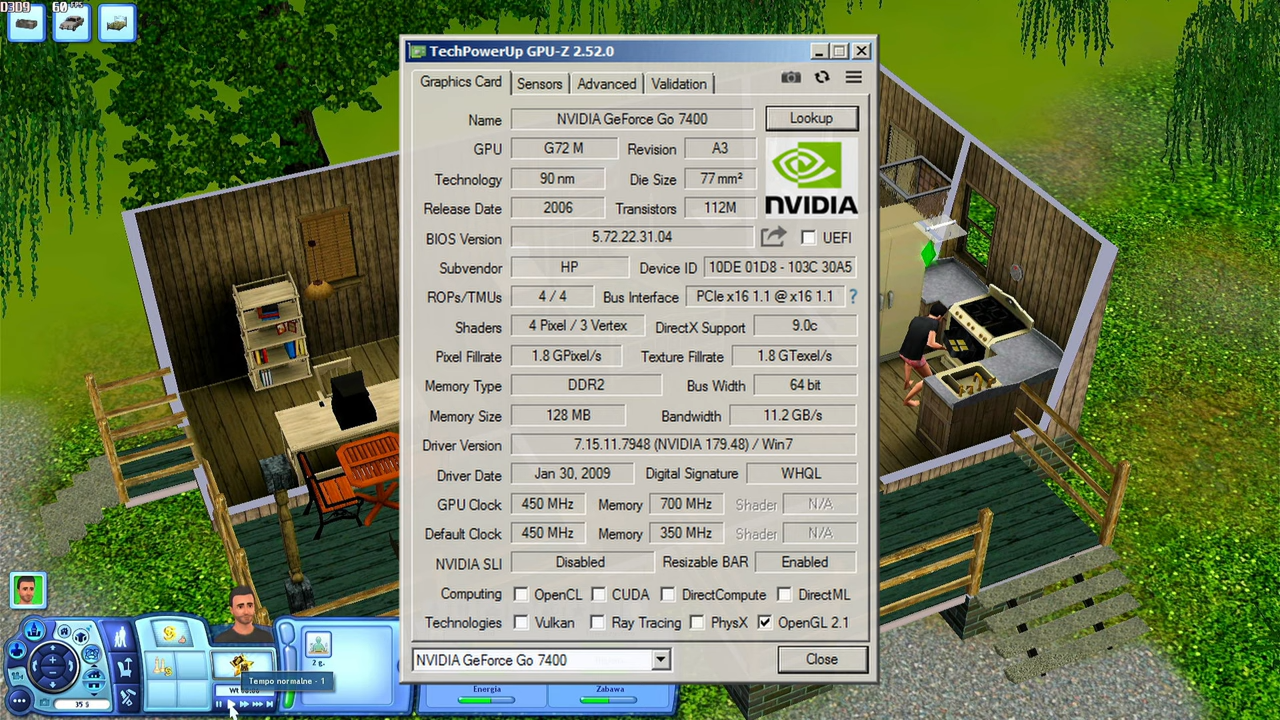 D3D9 60 FPS
TechPowerUp GPU-Z 2.52.0
Graphics Card Sensors Advanced Validation
Name NVIDIA GeForce Go 7400 Lookup
GPU G72 M Revision A3
Technology 90 nm Die Size 77 mm²
NVIDIA
Release Date 2006 Transistors 112M
BIOS Version 5.72.22.31.04 UEFI
Subvendor HP Device ID 10DE 01D8 - 103C 30A5
ROPs/TMUs 4 / 4 Bus Interface PCIe x16 1.1 @ x16 1.1 ?
Shaders 4 Pixel / 3 Vertex DirectX Support 9.0c
Pixel Fillrate 1.8 GPixel/s Texture Fillrate 1.8 GTexel/s
Memory Type DDR2 Bus Width 64 bit
Memory Size 128 MB Bandwidth 11.2 GB/s
Driver Version 7.15.11.7948 (NVIDIA 179.48) / Win7
Driver Date Jan 30, 2009 Digital Signature WHQL
GPU Clock 450 MHz Memory 700 MHz Shader N/A
Default Clock 450 MHz Memory 350 MHz Shader N/A
NVIDIA SLI Disabled Resizable BAR Enabled
Computing OpenCL CUDA DirectCompute DirectML
Technologies Vulkan Ray Tracing PhysX OpenGL 2.1
NVIDIA GeForce Go 7400 Close
2 g.
Tempo normalne - 1
Energia Zabawa
35 $